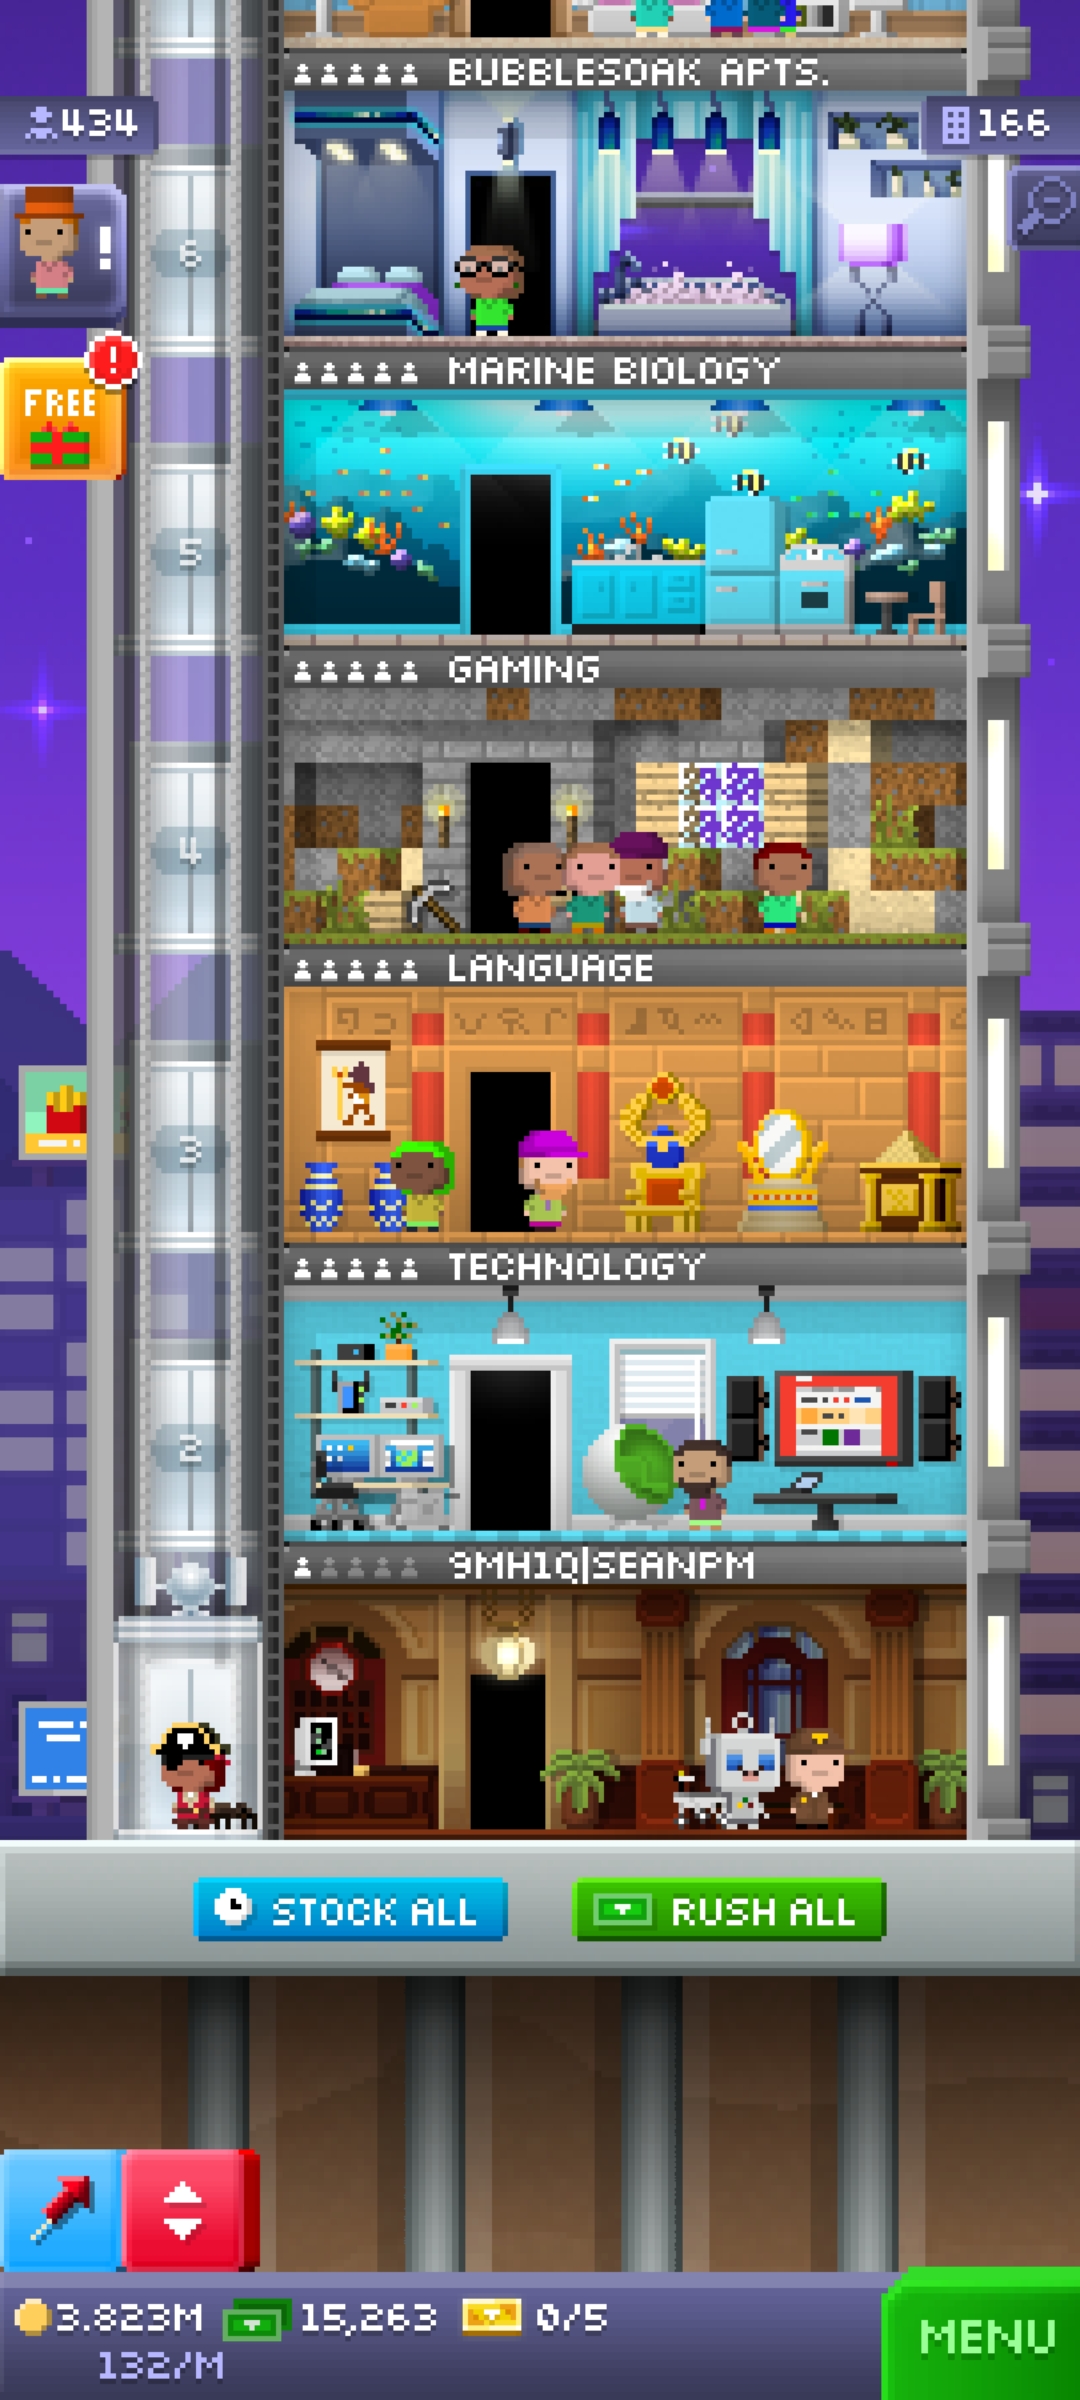 BUBBLESOAK APTS.
434
166
6
!
!
FREE
MARINE BIOLOGY
5
GAMING
4
LANGUAGE
3
TECHNOLOGY
2
9MH1Q|SEANPM
STOCK ALL
RUSH ALL
3.823M
15,263
0/5
132/M
MENU